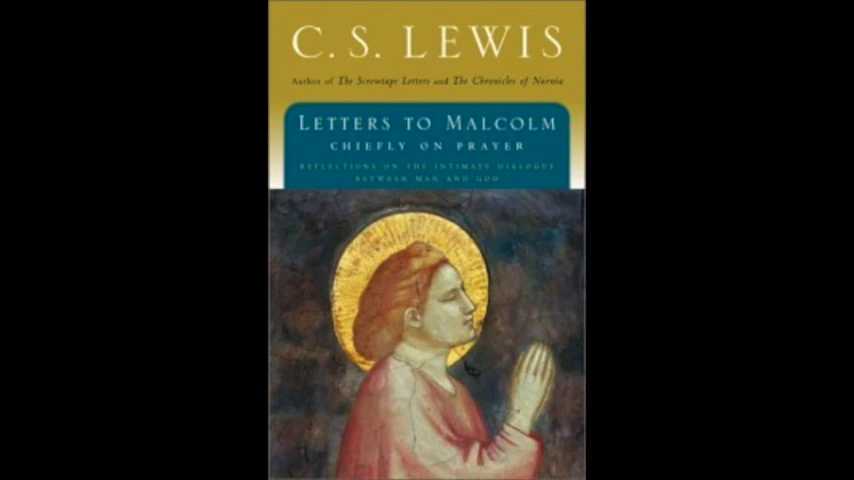 C. S. LEWIS
Author of The Screwtape Letters and The Chronicles of Narnia
LETTERS TO MALCOLM
CHIEFLY ON PRAYER
REFLECTIONS ON THE INTIMATE DIALOGUE
BETWEEN MAN AND GOD